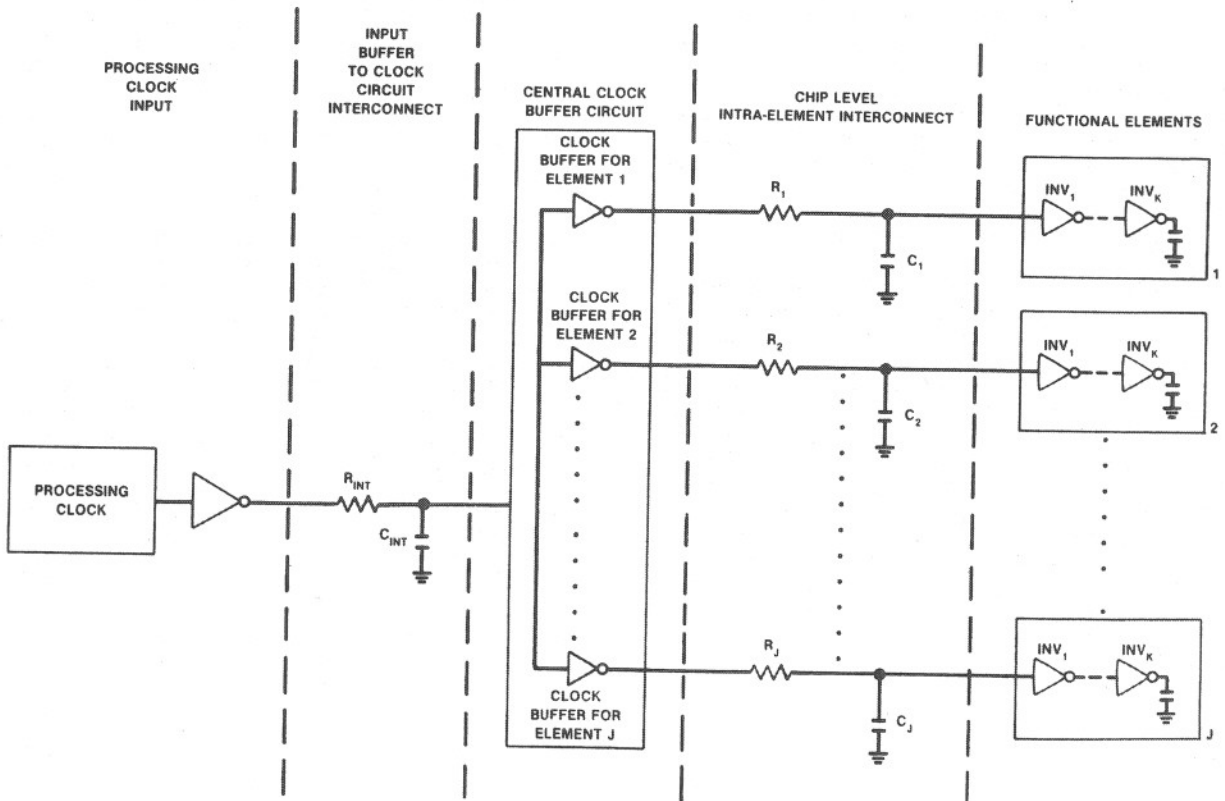 PROCESSING
CLOCK
INPUT
INPUT
BUFFER
TO CLOCK
CIRCUIT
INTERCONNECT
CENTRAL CLOCK
BUFFER CIRCUIT
CHIP LEVEL
INTRA-ELEMENT INTERCONNECT
FUNCTIONAL ELEMENTS
CLOCK
BUFFER FOR
ELEMENT 1
R1
C1
INV1
INVK
1
CLOCK
BUFFER FOR
ELEMENT 2
R2
C2
INV1
INVK
2
PROCESSING
CLOCK
RINT
CINT
RJ
CJ
INV1
INVK
J
CLOCK
BUFFER FOR
ELEMENT J